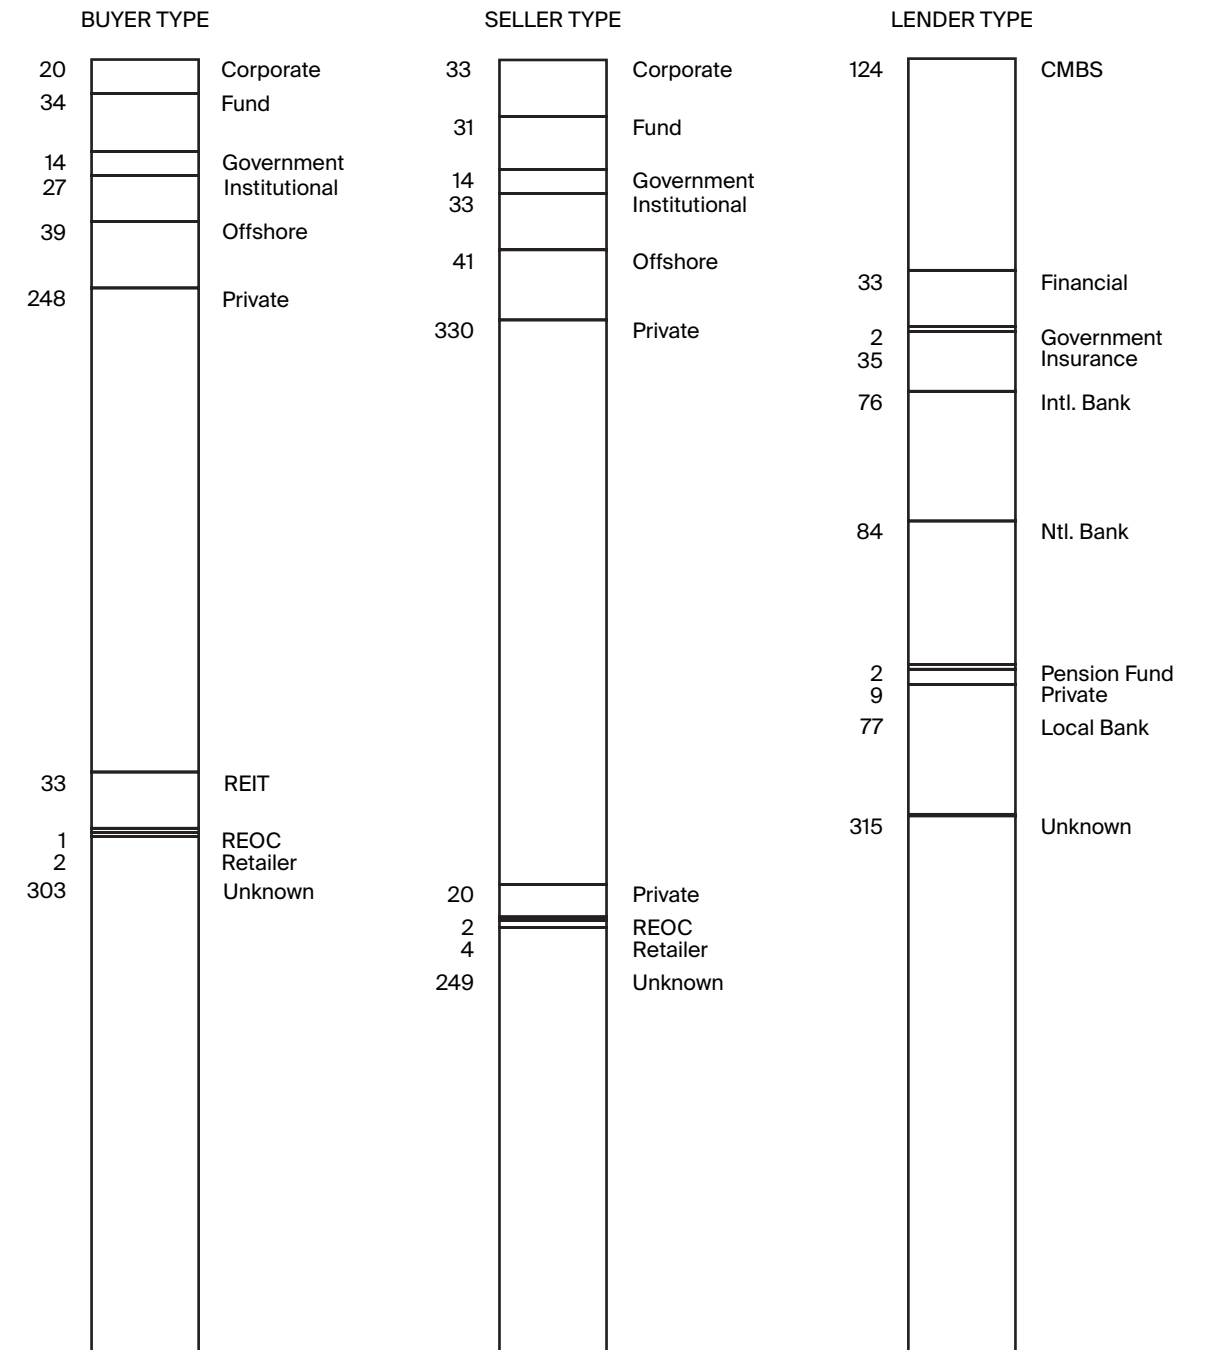 BUYER TYPE
20 Corporate
34 Fund
14 Government
27 Institutional
39 Offshore
248 Private
33 REIT
1 REOC
2 Retailer
303 Unknown
SELLER TYPE
33 Corporate
31 Fund
14 Government
33 Institutional
41 Offshore
330 Private
20 Private
2 REOC
4 Retailer
249 Unknown
LENDER TYPE
124 CMBS
33 Financial
2 Government
35 Insurance
76 Intl. Bank
84 Ntl. Bank
2 Pension Fund
9 Private
77 Local Bank
315 Unknown